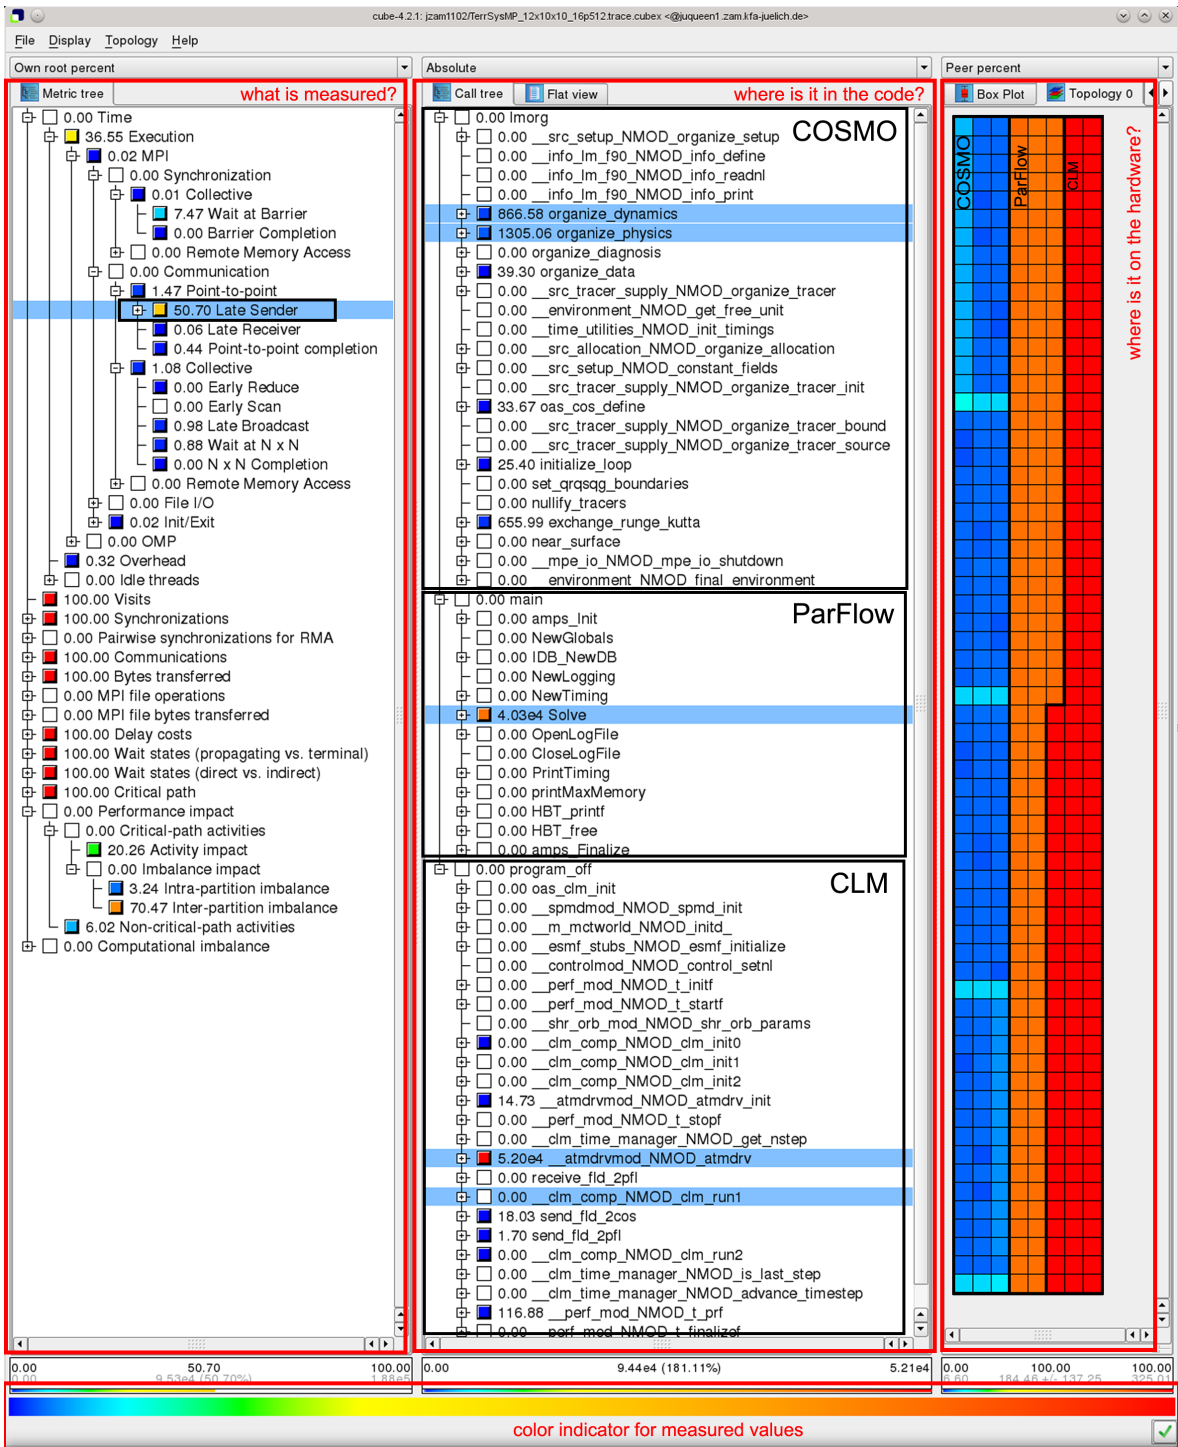 cube-4.2.1: jzam1102/TerrSysMP_12x10x10_16p512.trace.cubex <@juqueen1.zam.kfa-juelich.de>
File Display Topology Help
Own root percent
Metric tree
what is measured?
0.00 Time
36.55 Execution
0.02 MPI
0.00 Synchronization
0.01 Collective
7.47 Wait at Barrier
0.00 Barrier Completion
0.00 Remote Memory Access
0.00 Communication
1.47 Point-to-point
50.70 Late Sender
0.06 Late Receiver
0.44 Point-to-point completion
1.08 Collective
0.00 Early Reduce
0.00 Early Scan
0.98 Late Broadcast
0.88 Wait at N x N
0.00 N x N Completion
0.00 Remote Memory Access
0.00 File I/O
0.02 Init/Exit
0.00 OMP
0.32 Overhead
0.00 Idle threads
100.00 Visits
100.00 Synchronizations
0.00 Pairwise synchronizations for RMA
100.00 Communications
100.00 Bytes transferred
0.00 MPI file operations
0.00 MPI file bytes transferred
100.00 Delay costs
100.00 Wait states (propagating vs. terminal)
100.00 Wait states (direct vs. indirect)
100.00 Critical path
0.00 Performance impact
0.00 Critical-path activities
20.26 Activity impact
0.00 Imbalance impact
3.24 Intra-partition imbalance
70.47 Inter-partition imbalance
6.02 Non-critical-path activities
0.00 Computational imbalance
0.00 50.70 100.00
0.00 9.53e4 (50.70%) 1.88e5
Absolute
Call tree Flat view
where is it in the code?
COSMO
0.00 lmorg
0.00 __src_setup_NMOD_organize_setup
0.00 __info_lm_f90_NMOD_info_define
0.00 __info_lm_f90_NMOD_info_readnl
0.00 __info_lm_f90_NMOD_info_print
866.58 organize_dynamics
1305.06 organize_physics
0.00 organize_diagnosis
39.30 organize_data
0.00 __src_tracer_supply_NMOD_organize_tracer
0.00 __environment_NMOD_get_free_unit
0.00 __time_utilities_NMOD_init_timings
0.00 __src_allocation_NMOD_organize_allocation
0.00 __src_setup_NMOD_constant_fields
0.00 __src_tracer_supply_NMOD_organize_tracer_init
33.67 oas_cos_define
0.00 __src_tracer_supply_NMOD_organize_tracer_bound
0.00 __src_tracer_supply_NMOD_organize_tracer_source
25.40 initialize_loop
0.00 set_qrqsqg_boundaries
0.00 nullify_tracers
655.99 exchange_runge_kutta
0.00 near_surface
0.00 __mpe_io_NMOD_mpe_io_shutdown
0.00 __environment_NMOD_final_environment
ParFlow
0.00 main
0.00 amps_Init
0.00 NewGlobals
0.00 IDB_NewDB
0.00 NewLogging
0.00 NewTiming
4.03e4 Solve
0.00 OpenLogFile
0.00 CloseLogFile
0.00 PrintTiming
0.00 printMaxMemory
0.00 HBT_printf
0.00 HBT_free
0.00 amps_Finalize
CLM
0.00 program_off
0.00 oas_clm_init
0.00 __spmdmod_NMOD_spmd_init
0.00 __m_mctworld_NMOD_initd_
0.00 __esmf_stubs_NMOD_esmf_initialize
0.00 __controlmod_NMOD_control_setnl
0.00 __perf_mod_NMOD_t_initf
0.00 __perf_mod_NMOD_t_startf
0.00 __shr_orb_mod_NMOD_shr_orb_params
0.00 __clm_comp_NMOD_clm_init0
0.00 __clm_comp_NMOD_clm_init1
0.00 __clm_comp_NMOD_clm_init2
14.73 __atmdrvmod_NMOD_atmdrv_init
0.00 __perf_mod_NMOD_t_stopf
0.00 __clm_time_manager_NMOD_get_nstep
5.20e4 __atmdrvmod_NMOD_atmdrv
0.00 receive_fld_2pfl
0.00 __clm_comp_NMOD_clm_run1
18.03 send_fld_2cos
1.70 send_fld_2pfl
0.00 __clm_comp_NMOD_clm_run2
0.00 __clm_time_manager_NMOD_is_last_step
0.00 __clm_time_manager_NMOD_advance_timestep
116.88 __perf_mod_NMOD_t_prf
0.00 __perf_mod_NMOD_t_finalizef
0.00 9.44e4 (181.11%) 5.21e4
Peer percent
Box Plot Topology 0
COSMO
ParFlow
CLM
where is it on the hardware?
0.00 100.00 100.00
6.60 184.46 +/- 137.25 325.01
color indicator for measured values